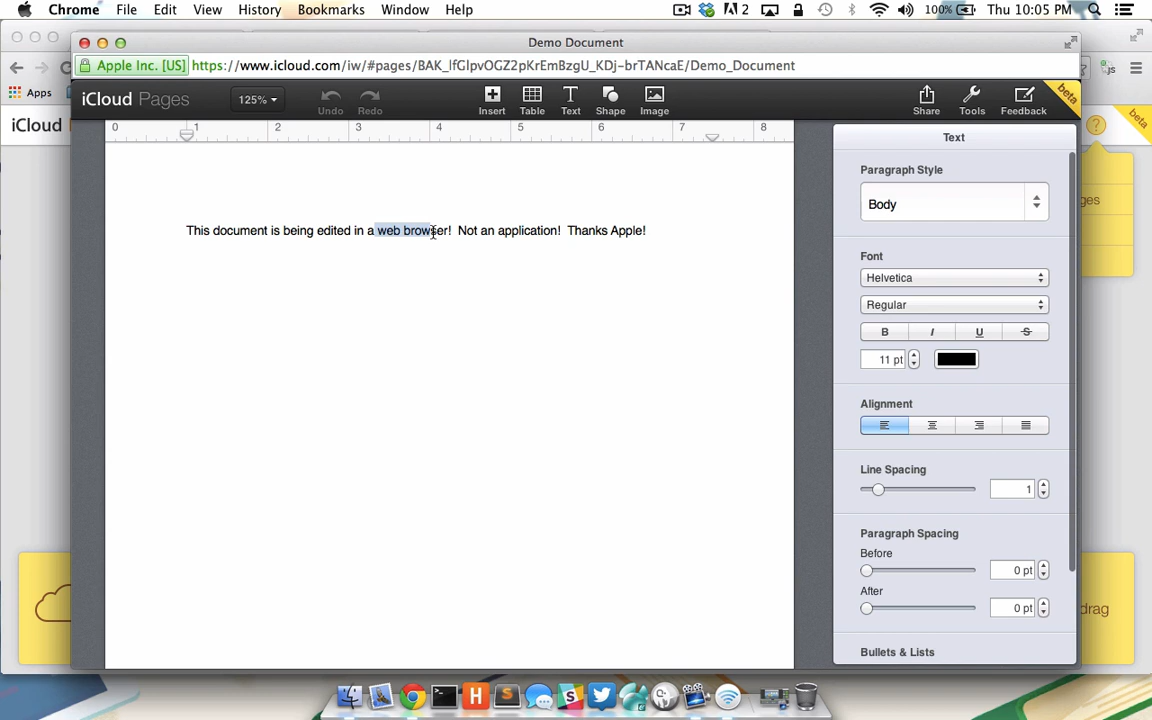 Chrome File Edit View History Bookmarks Window Help 2 100% Thu 10:05 PM
Demo Document
Apple Inc. [US] https://www.icloud.com/iw/#pages/BAK_lfGlpvOGZ2pKrEmBzgU_KDj-brTANcaE/Demo_Document
Apps
js
iCloud
iCloud Pages 125% Undo Redo Insert Table Text Shape Image Share Tools Feedback beta
beta
?
0 1 2 3 4 5 6 7 8
Text
Paragraph Style
Body
ges
This document is being edited in a web browser! Not an application! Thanks Apple!
Font
Helvetica
Regular
B I U S
11 pt
Alignment
Line Spacing
1
Paragraph Spacing
Before
0 pt
After
0 pt
drag
Bullets & Lists
H S